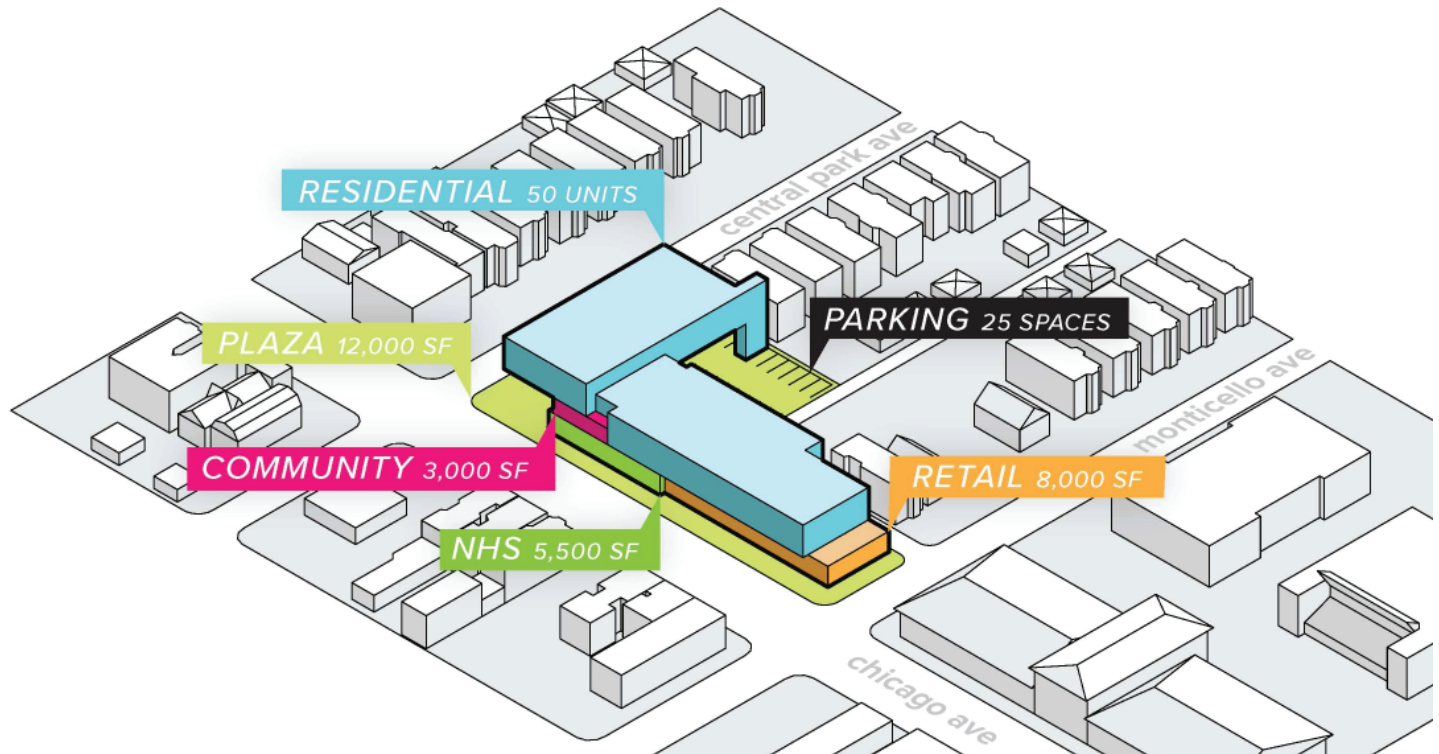 central park ave
RESIDENTIAL 50 UNITS
PARKING 25 SPACES
PLAZA 12,000 SF
monticello ave
COMMUNITY 3,000 SF
RETAIL 8,000 SF
NHS 5,500 SF
chicago ave